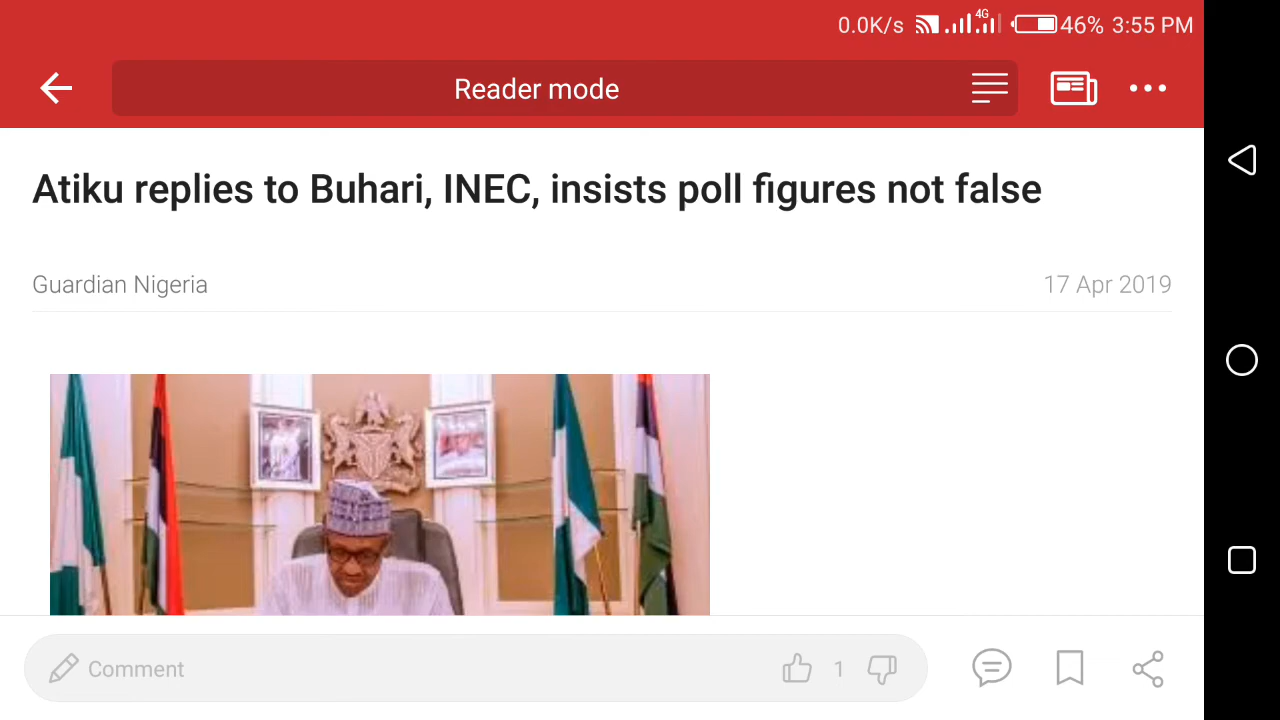 0.0K/s 4G 46% 3:55 PM
Reader mode
Atiku replies to Buhari, INEC, insists poll figures not false
Guardian Nigeria 17 Apr 2019
Comment 1